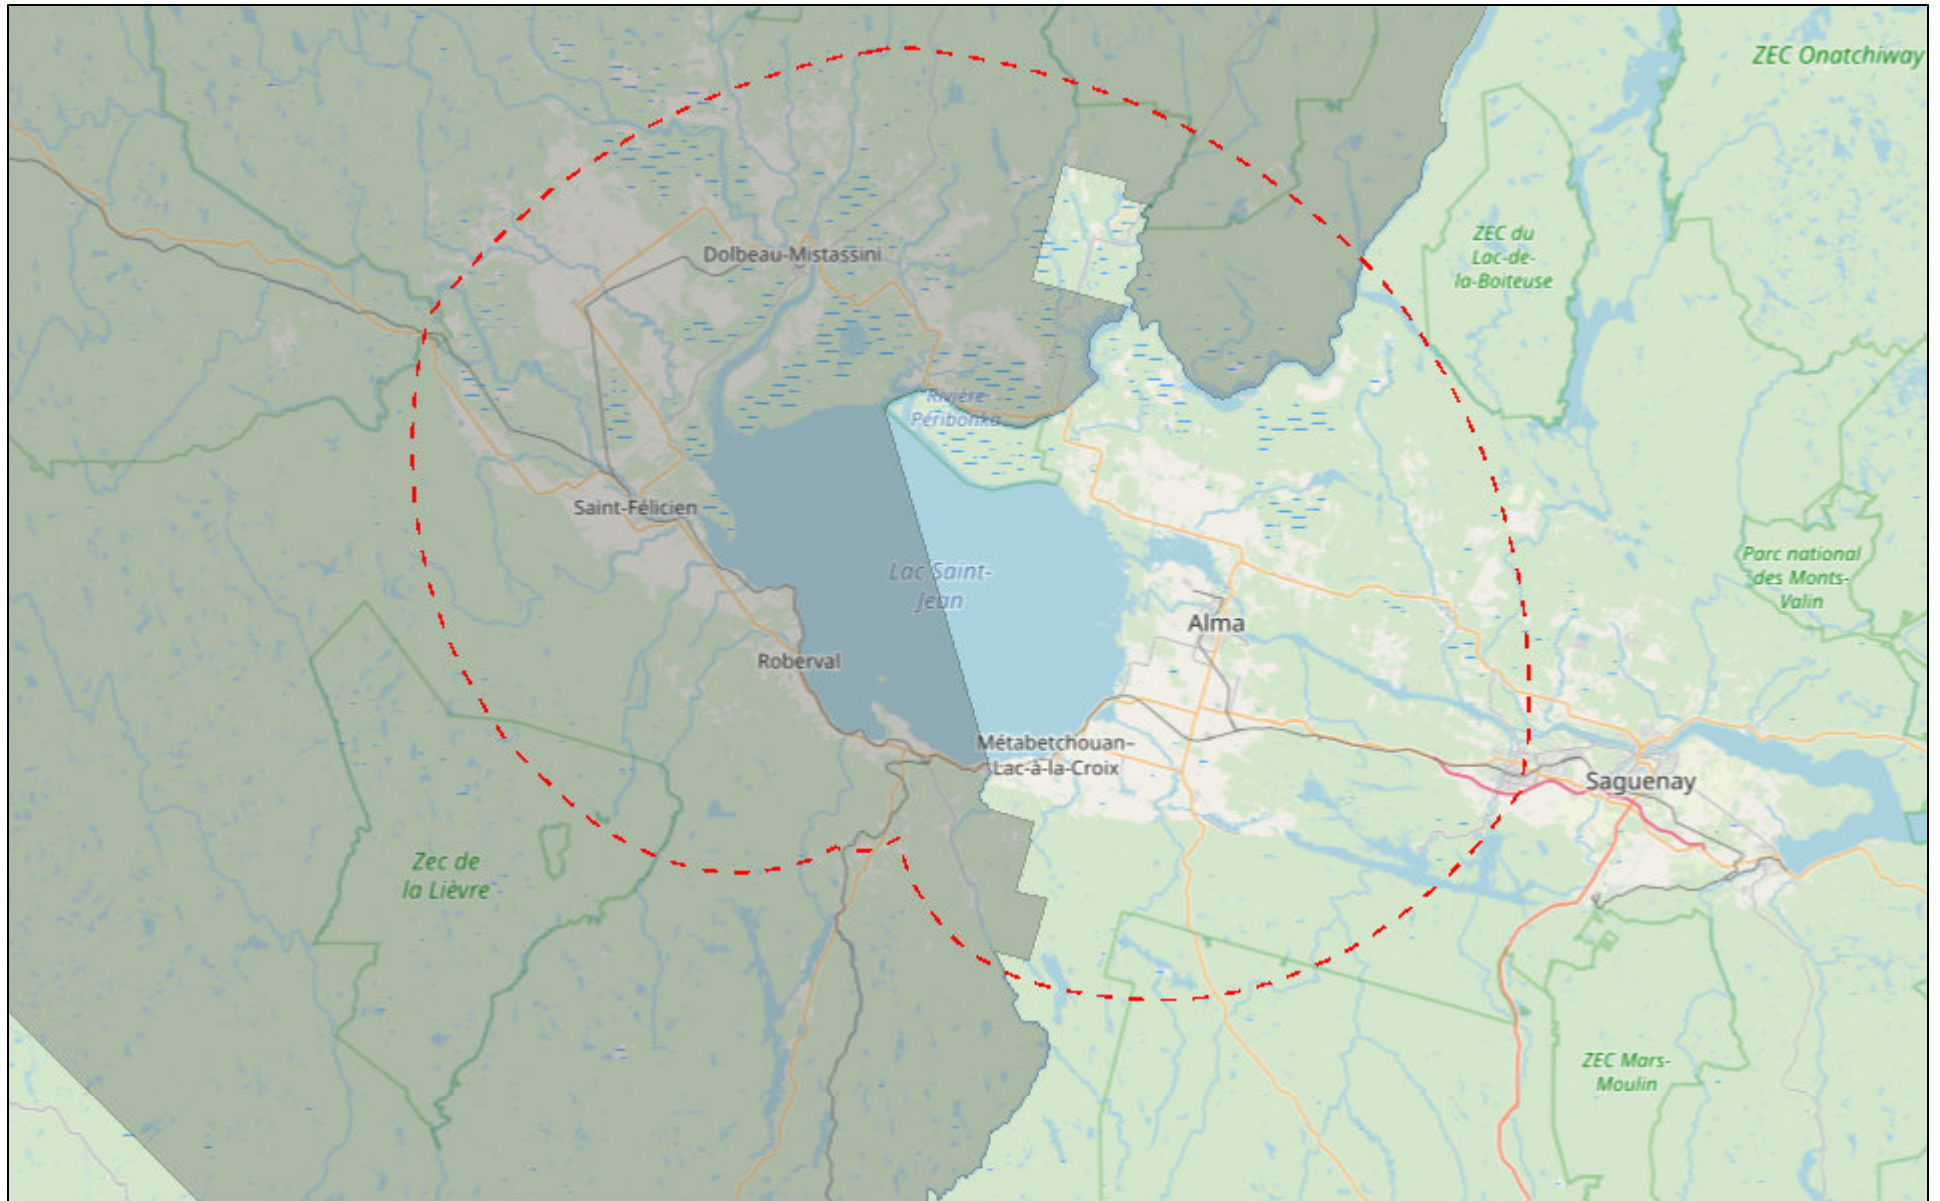 ZEC Onatchiway
ZEC du
Lac-de-
la-Boiteuse
Dolbeau-Mistassini
Rivière
Péribonka
Saint-Félicien
Lac Saint-
Jean
Parc national
des Monts-
Valin
Alma
Roberval
Métabetchouan–
Lac-à-la-Croix
Saguenay
Zec de
la Lièvre
ZEC Mars-
Moulin